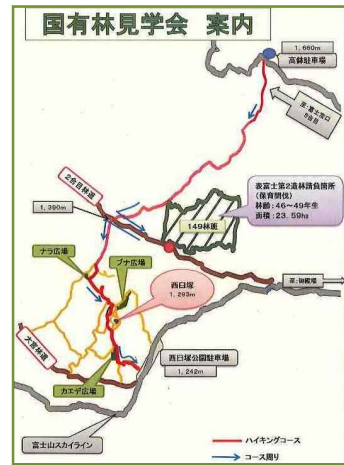 国有林見学会 案内
1,660m
高鉢駐車場
至:富士宮口
5合目
2合目林道
1,390m
表富士第2造林請負箇所
(保育間伐)
林齢:46～49年生
面積:23.59ha
149林班
ナラ広場
ブナ広場
西臼塚
1,293m
至:御殿場
大宮林道
カエデ広場
西臼塚公園駐車場
1,242m
富士山スカイライン
ハイキングコース
コース周り